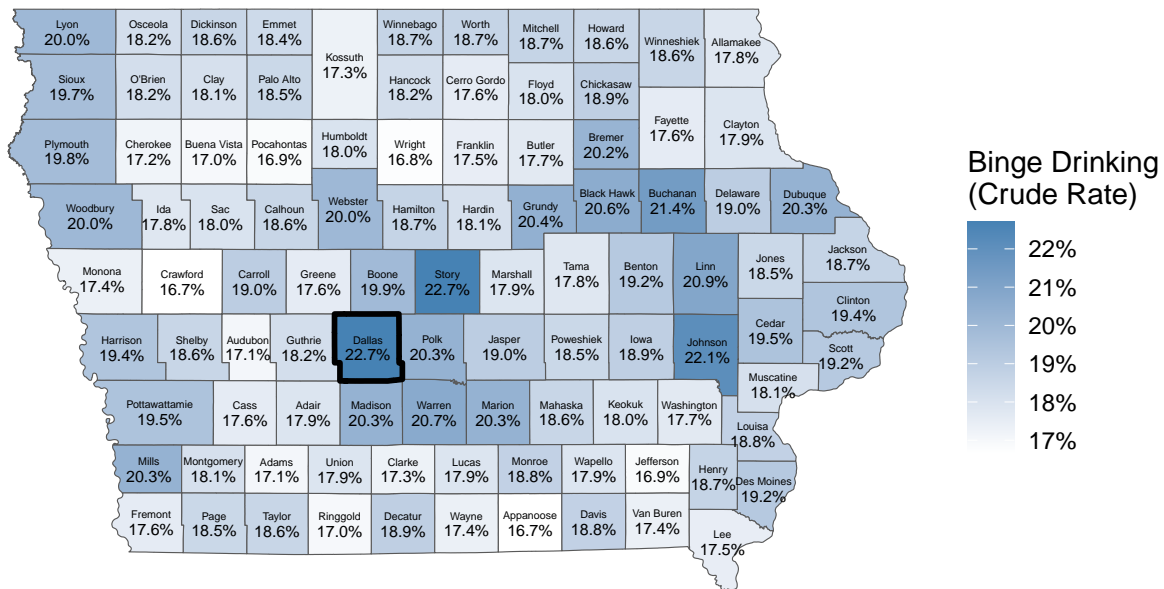 Lyon
20.0%
Osceola
18.2%
Dickinson
18.6%
Emmet
18.4%
Kossuth
17.3%
Winnebago
18.7%
Worth
18.7%
Mitchell
18.7%
Howard
18.6%
Winneshiek
18.6%
Allamakee
17.8%
Sioux
19.7%
O'Brien
18.2%
Clay
18.1%
Palo Alto
18.5%
Hancock
18.2%
Cerro Gordo
17.6%
Floyd
18.0%
Chickasaw
18.9%
Fayette
17.6%
Clayton
17.9%
Plymouth
19.8%
Cherokee
17.2%
Buena Vista
17.0%
Pocahontas
16.9%
Humboldt
18.0%
Wright
16.8%
Franklin
17.5%
Butler
17.7%
Bremer
20.2%
Woodbury
20.0%
Ida
17.8%
Sac
18.0%
Calhoun
18.6%
Webster
20.0%
Hamilton
18.7%
Hardin
18.1%
Grundy
20.4%
Black Hawk
20.6%
Buchanan
21.4%
Delaware
19.0%
Dubuque
20.3%
Monona
17.4%
Crawford
16.7%
Carroll
19.0%
Greene
17.6%
Boone
19.9%
Story
22.7%
Marshall
17.9%
Tama
17.8%
Benton
19.2%
Linn
20.9%
Jones
18.5%
Jackson
18.7%
Clinton
19.4%
Harrison
19.4%
Shelby
18.6%
Audubon
17.1%
Guthrie
18.2%
Dallas
22.7%
Polk
20.3%
Jasper
19.0%
Poweshiek
18.5%
Iowa
18.9%
Johnson
22.1%
Cedar
19.5%
Scott
19.2%
Muscatine
18.1%
Pottawattamie
19.5%
Cass
17.6%
Adair
17.9%
Madison
20.3%
Warren
20.7%
Marion
20.3%
Mahaska
18.6%
Keokuk
18.0%
Washington
17.7%
Louisa
18.8%
Mills
20.3%
Montgomery
18.1%
Adams
17.1%
Union
17.9%
Clarke
17.3%
Lucas
17.9%
Monroe
18.8%
Wapello
17.9%
Jefferson
16.9%
Henry
18.7%
Des Moines
19.2%
Fremont
17.6%
Page
18.5%
Taylor
18.6%
Ringgold
17.0%
Decatur
18.9%
Wayne
17.4%
Appanoose
16.7%
Davis
18.8%
Van Buren
17.4%
Lee
17.5%
Binge Drinking
(Crude Rate)
22%
21%
20%
19%
18%
17%